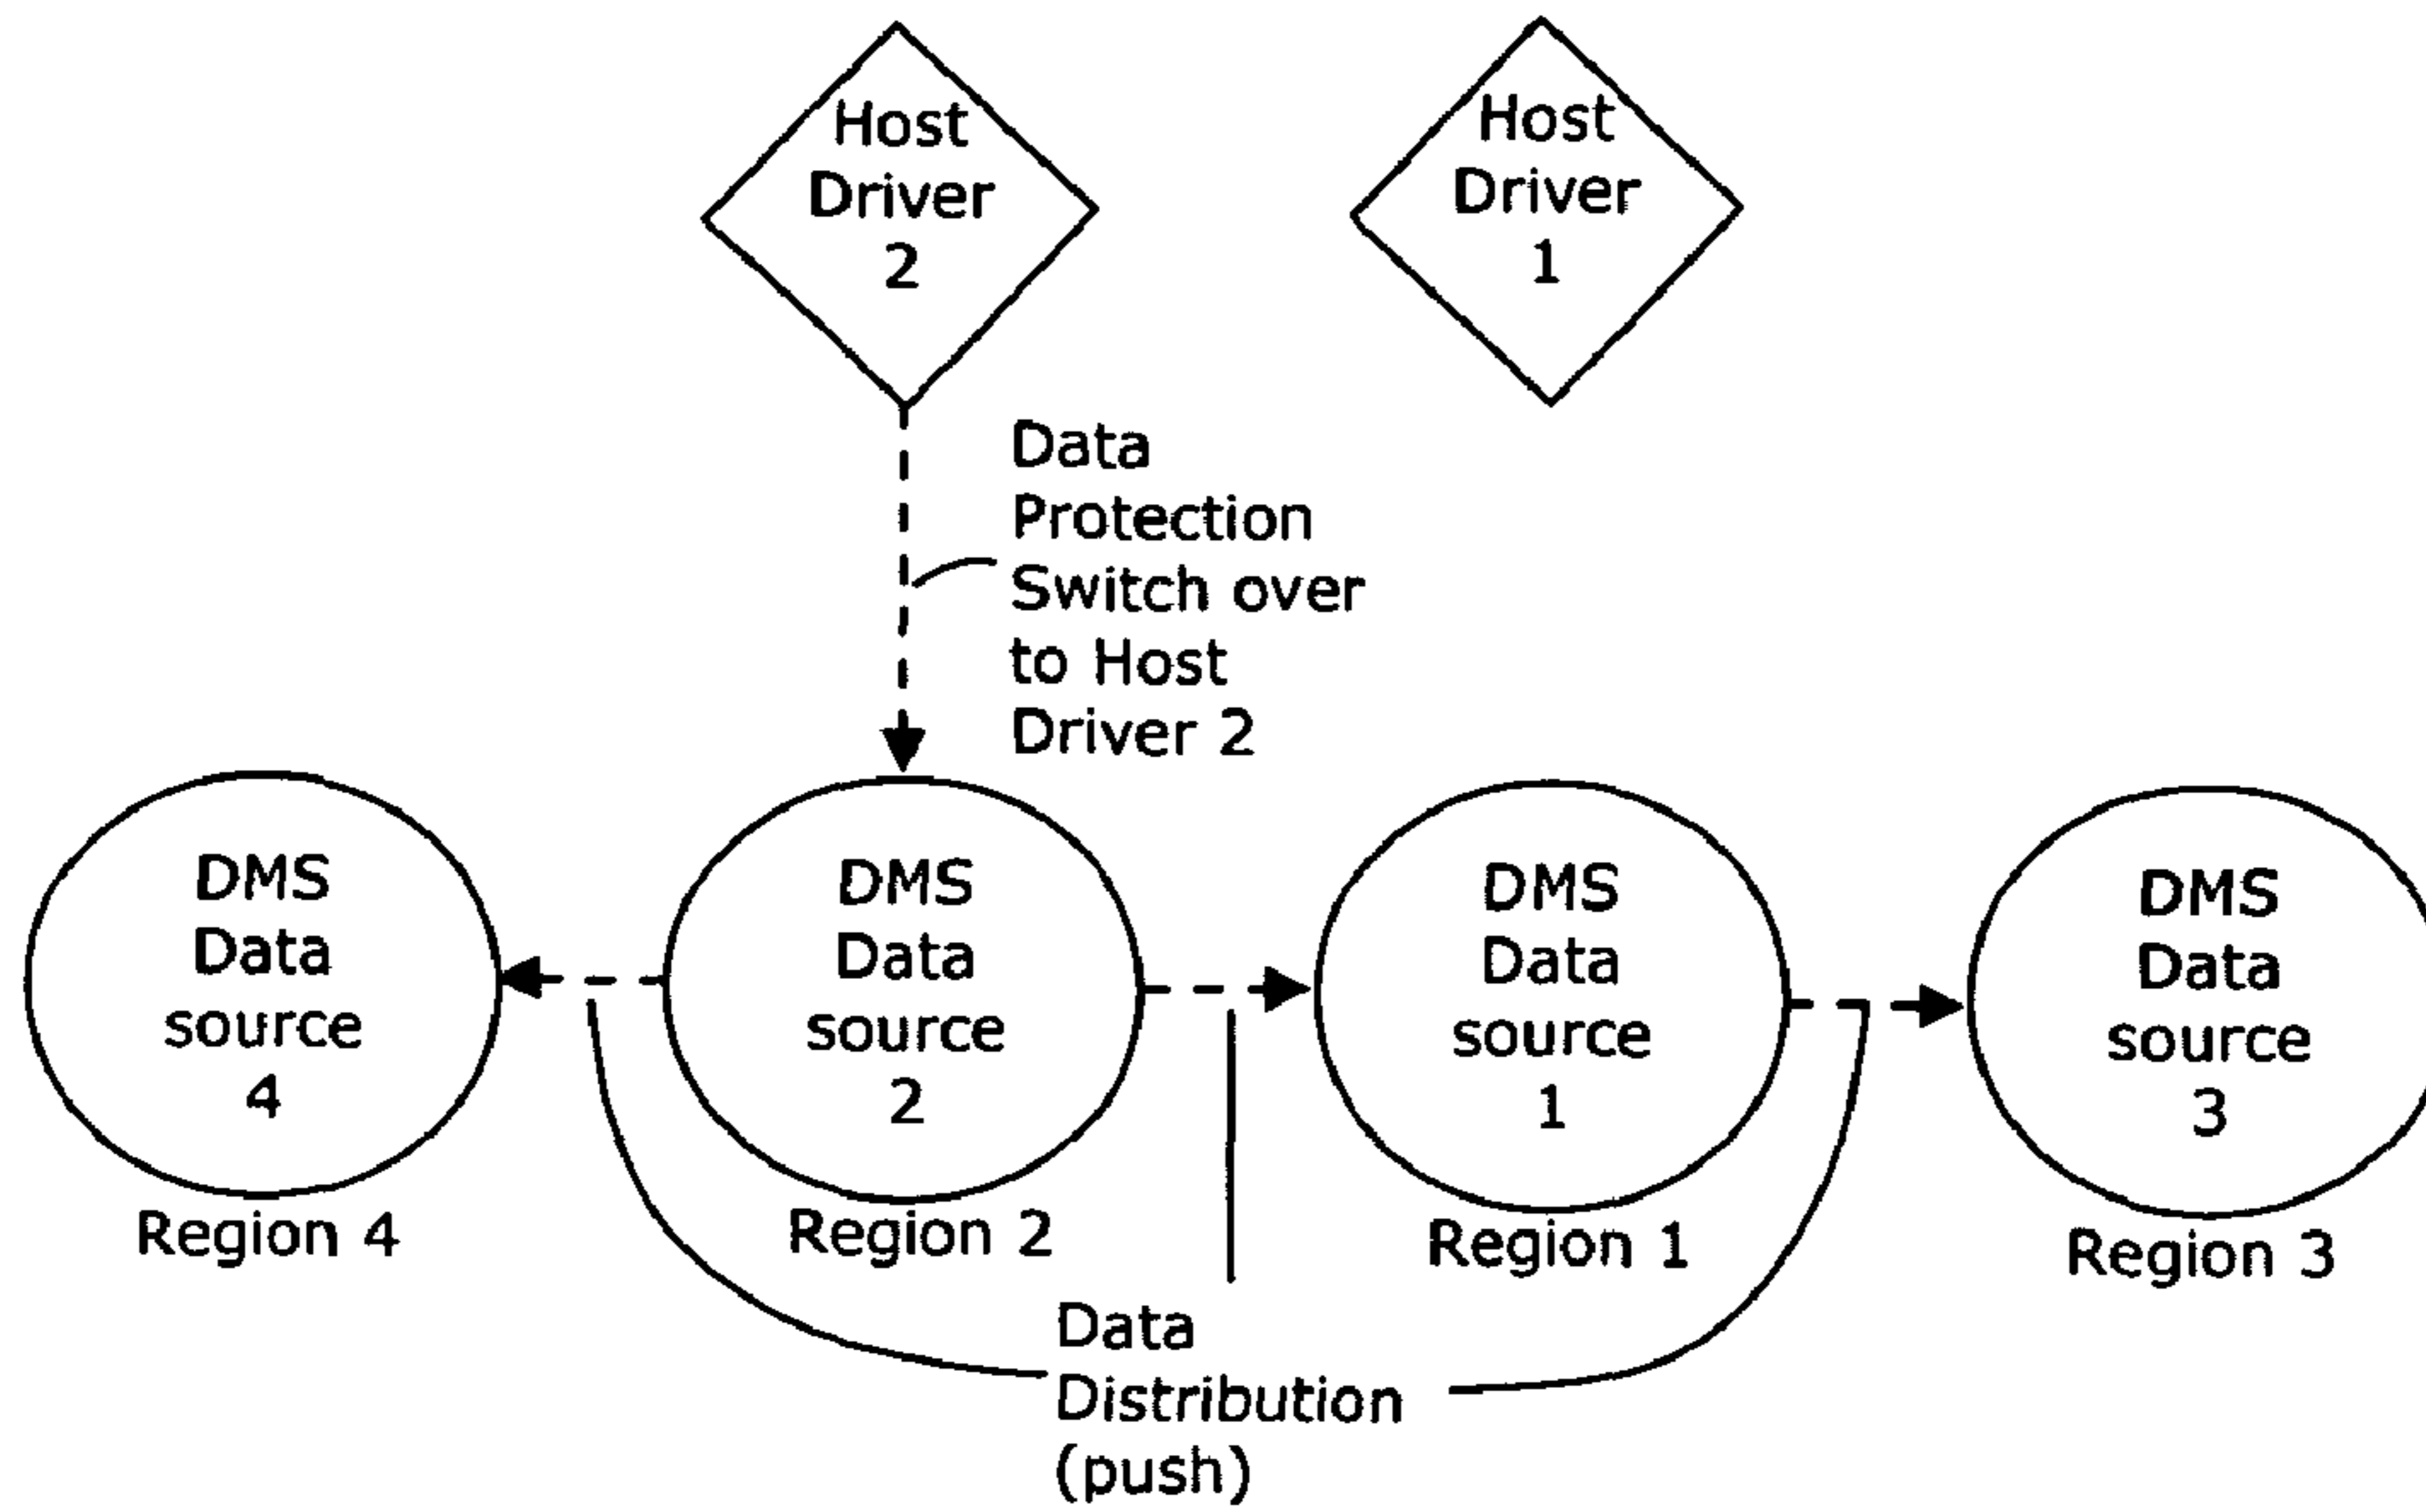 Host
Driver
2
Host
Driver
1
Data
Protection
Switch over
to Host
Driver 2
DMS
Data
source
4
Region 4
DMS
Data
source
2
Region 2
DMS
Data
source
1
Region 1
DMS
Data
source
3
Region 3
Data
Distribution
(push)